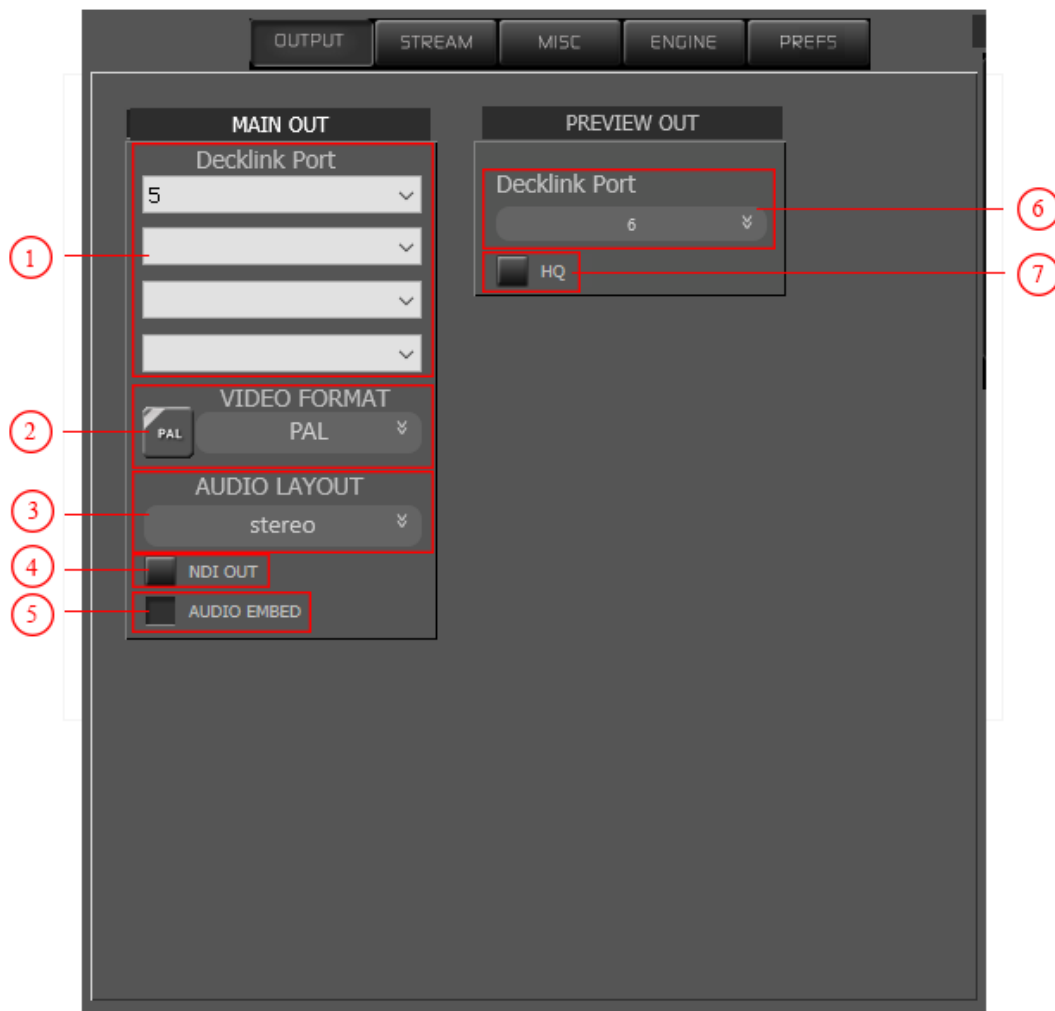 OUTPUT STREAM MISC ENGINE PREFS
MAIN OUT
Decklink Port
5
1
VIDEO FORMAT
2
PAL
PAL
AUDIO LAYOUT
3
stereo
4
NDI OUT
5
AUDIO EMBED
PREVIEW OUT
Decklink Port
6
6
HQ
7